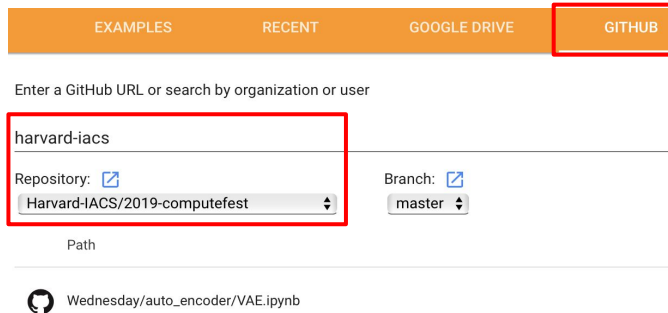 EXAMPLES RECENT GOOGLE DRIVE GITHUB
Enter a GitHub URL or search by organization or user
harvard-iacs
Repository: Branch:
Harvard-IACS/2019-computefest master
Path
Wednesday/auto_encoder/VAE.ipynb